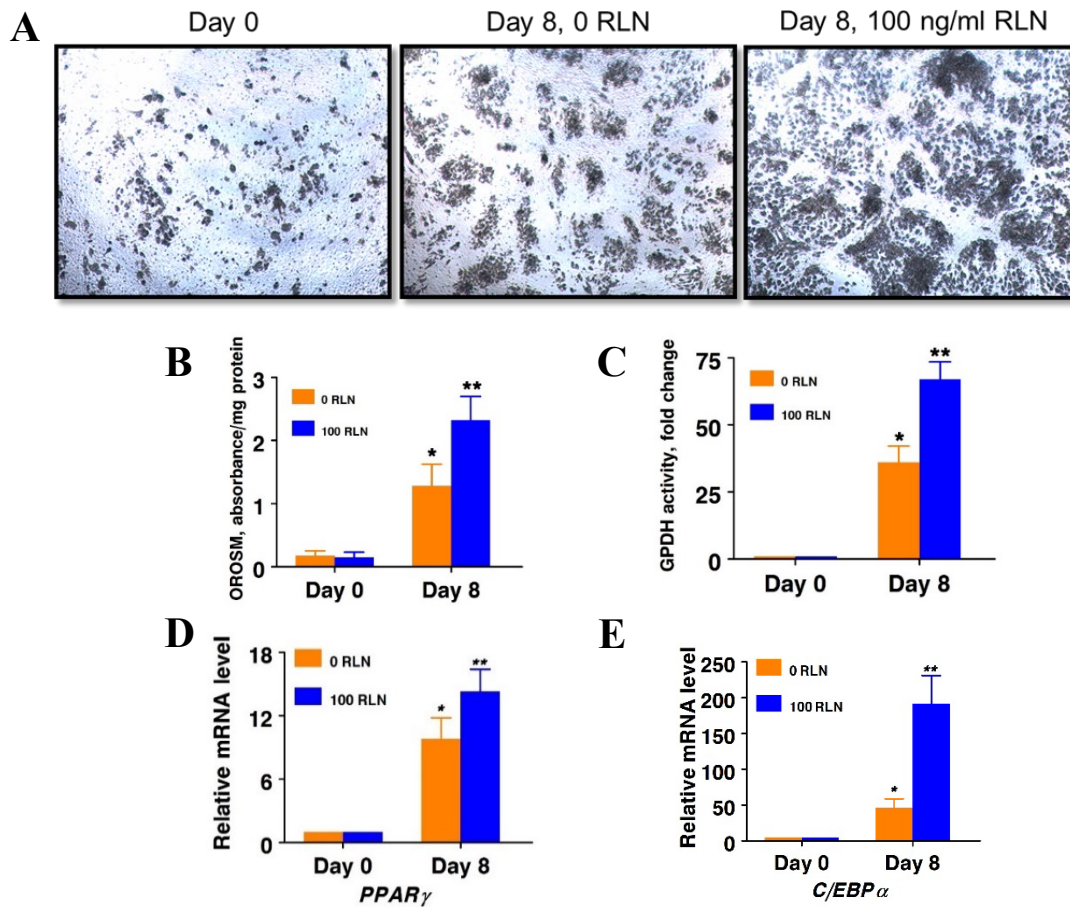 A
Day 0
Day 8, 0 RLN
Day 8, 100 ng/ml RLN
B
OROSM, absorbance/mg protein
3
2
1
0
0 RLN
100 RLN
*
**
Day 0
Day 8
C
GPDH activity, fold change
75
50
25
0
0 RLN
100 RLN
*
**
Day 0
Day 8
D
Relative mRNA level
18
12
6
0
0 RLN
100 RLN
*
**
Day 0
Day 8
PPARγ
E
Relative mRNA level
250
200
150
100
50
0
0 RLN
100 RLN
*
**
Day 0
Day 8
C/EBPα